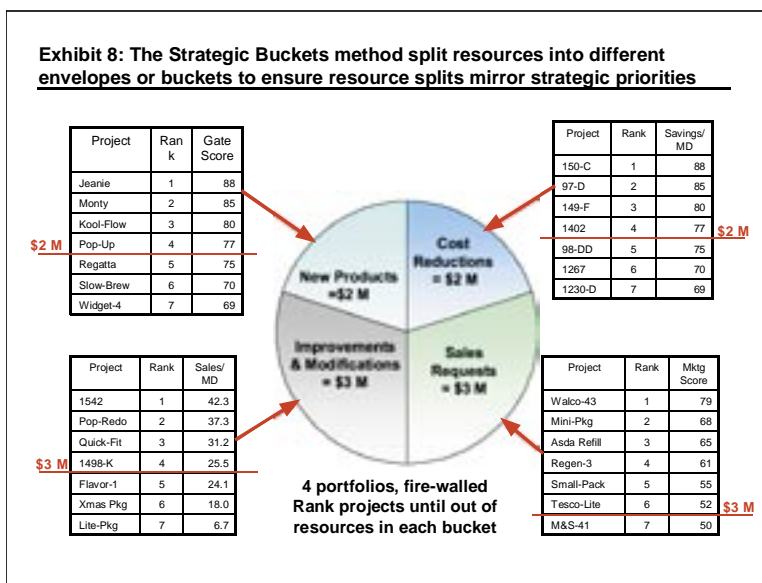 Exhibit 8: The Strategic Buckets method split resources into different
envelopes or buckets to ensure resource splits mirror strategic priorities
Project Ran Gate
k Score
Jeanie 1 88
Monty 2 85
Kool-Flow 3 80
$2 M
Pop-Up 4 77
Regatta 5 75
Slow-Brew 6 70
Widget-4 7 69
Project Rank Savings/
MD
150-C 1 88
97-D 2 85
149-F 3 80
1402 4 77
$2 M
98-DD 5 75
1267 6 70
1230-D 7 69
New Products
=$2 M
Cost
Reductions
= $2 M
Improvements
& Modifications
= $3 M
Sales
Requests
= $3 M
Project Rank Sales/
MD
1542 1 42.3
Pop-Redo 2 37.3
Quick-Fit 3 31.2
$3 M
1498-K 4 25.5
Flavor-1 5 24.1
Xmas Pkg 6 18.0
Lite-Pkg 7 6.7
Project Rank Mktg
Score
Walco-43 1 79
Mini-Pkg 2 68
Asda Refill 3 65
Regen-3 4 61
Small-Pack 5 55
Tesco-Lite 6 52
$3 M
M&S-41 7 50
4 portfolios, fire-walled
Rank projects until out of
resources in each bucket